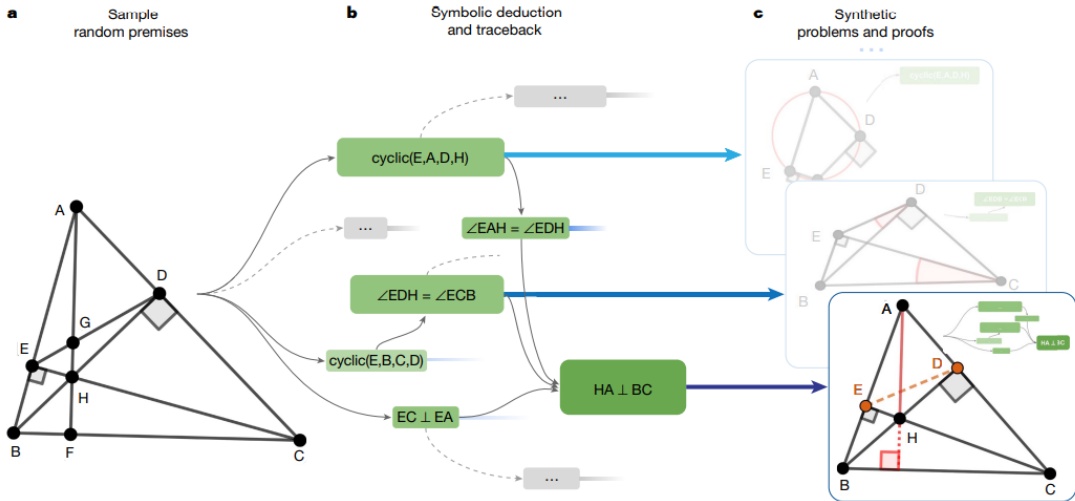 a
Sample
random premises
b
Symbolic deduction
and traceback
c
Synthetic
problems and proofs
...
A
D
G
E
H
B
F
C
...
cyclic(E,A,D,H)
...
∠EAH = ∠EDH
∠EDH = ∠ECB
cyclic(E,B,C,D)
HA ⊥ BC
EC ⊥ EA
...
A
cyclic(E,A,D,H)
D
E
D
E
B
C
A
D
HA ⊥ BC
E
H
B
C